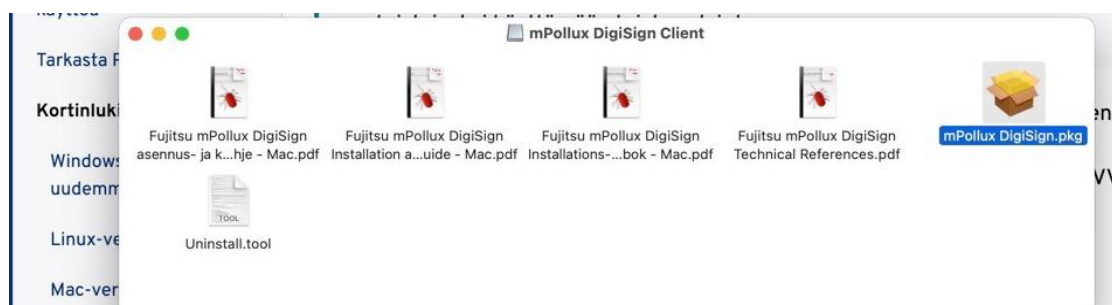 käyttöä
mPollux DigiSign Client
Tarkasta F
Kortinluki
Windows
uudemm
Linux-ve
Mac-ver
Fujitsu mPollux DigiSign
asennus- ja k...hje - Mac.pdf
Fujitsu mPollux DigiSign
Installation a...uide - Mac.pdf
Fujitsu mPollux DigiSign
Installations-...bok - Mac.pdf
Fujitsu mPollux DigiSign
Technical References.pdf
mPollux DigiSign.pkg
TOOL
Uninstall.tool
en